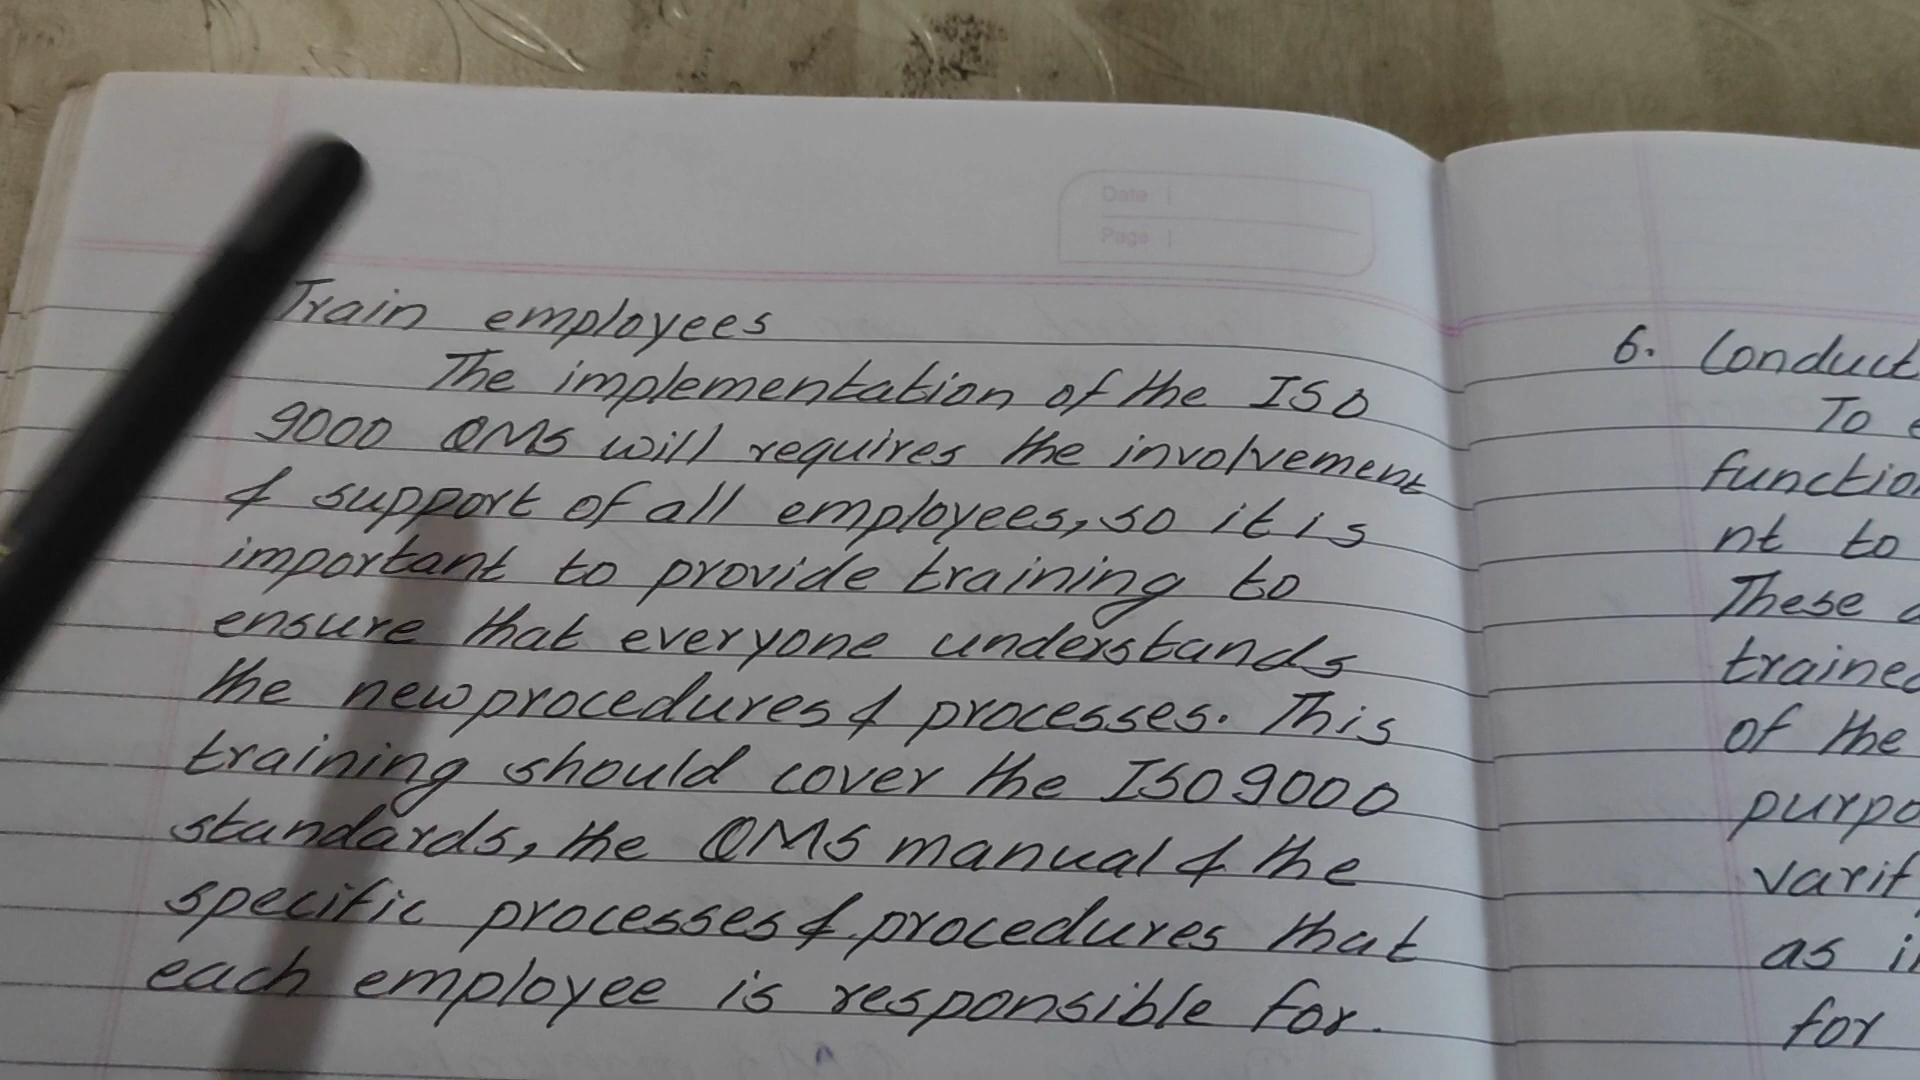 Date
Page
Train employees
The implementation of the ISO
9000 QMS will requires the involvement
& support of all employees, so it is
important to provide training to
ensure that everyone understands
the new procedures & processes. This
training should cover the ISO 9000
standards, the QMS manual & the
specific processes & procedures that
each employee is responsible for.
6. Conduct
To
function
nt to
These
trained
of the
purpo
varif
as
for